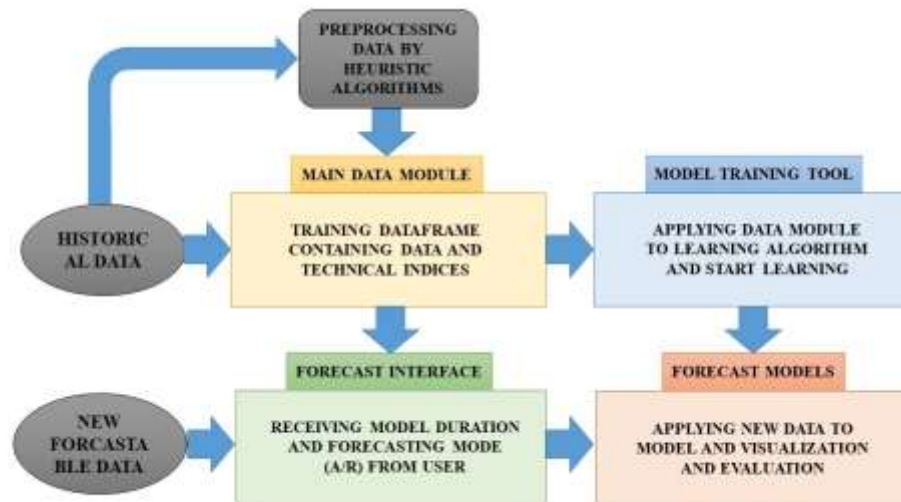 PREPROCESSING
DATA BY
HEURISTIC
ALGORITHMS
MAIN DATA MODULE
MODEL TRAINING TOOL
HISTORIC
AL DATA
TRAINING DATAFRAME
CONTAINING DATA AND
TECHNICAL INDICES
APPLYING DATA MODULE
TO LEARNING ALGORITHM
AND START LEARNING
FORECAST INTERFACE
FORECAST MODELS
NEW
FORCASTA
BLE DATA
RECEIVING MODEL DURATION
AND FORECASTING MODE
(A/R) FROM USER
APPLYING NEW DATA TO
MODEL AND VISUALIZATION
AND EVALUATION